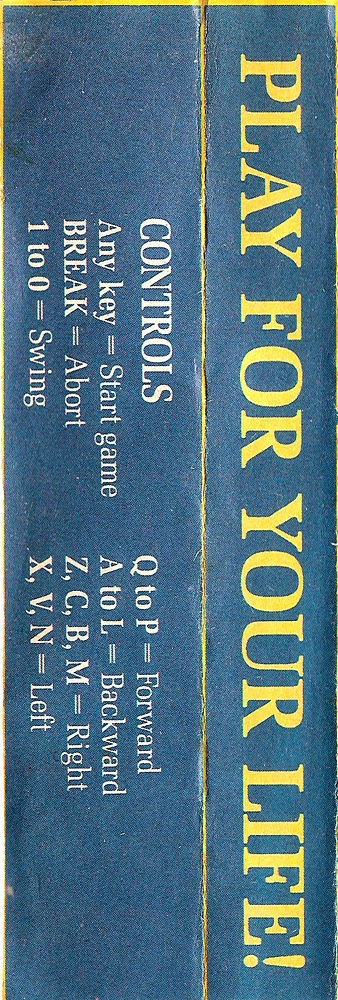 PLAY FOR YOUR LIFE!
CONTROLS
Any key = Start game
BREAK = Abort
1 to 0 = Swing
Q to P = Forward
A to L = Backward
Z, C, B, M = Right
X, V, N = Left